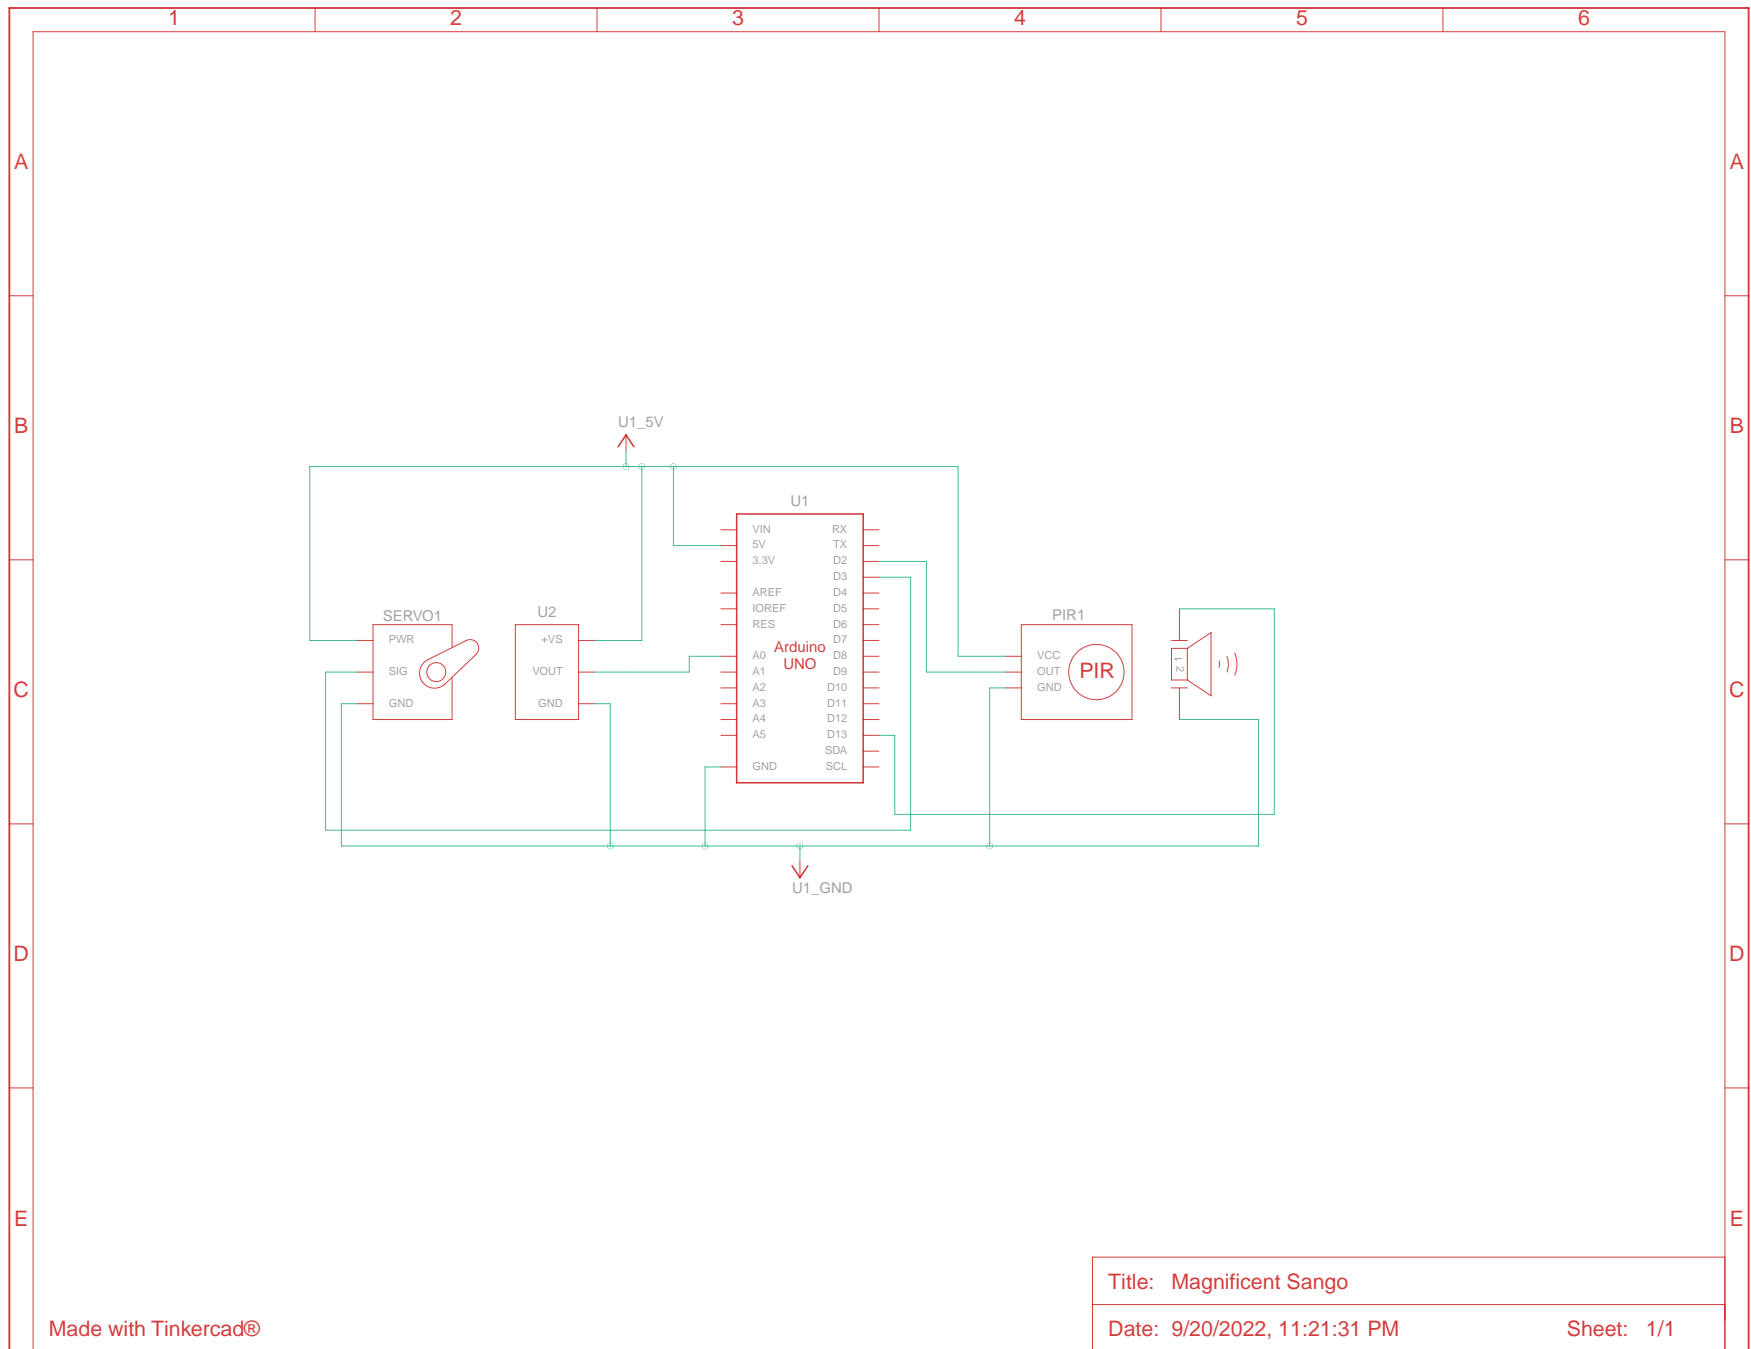 1 2 3 4 5 6
A A
B B
U1_5V
U1
VIN RX
5V TX
3.3V D2
D3
AREF D4
IOREF D5
RES D6
D7
Arduino
UNO
A0 D8
A1 D9
A2 D10
A3 D11
A4 D12
A5 D13
SDA
GND SCL
SERVO1
PWR
SIG
GND
U2
+VS
VOUT
GND
PIR1
VCC
OUT
GND
PIR
1 2
C C
U1_GND
D D
E E
Title: Magnificent Sango
Made with Tinkercad®
Date: 9/20/2022, 11:21:31 PM Sheet: 1/1